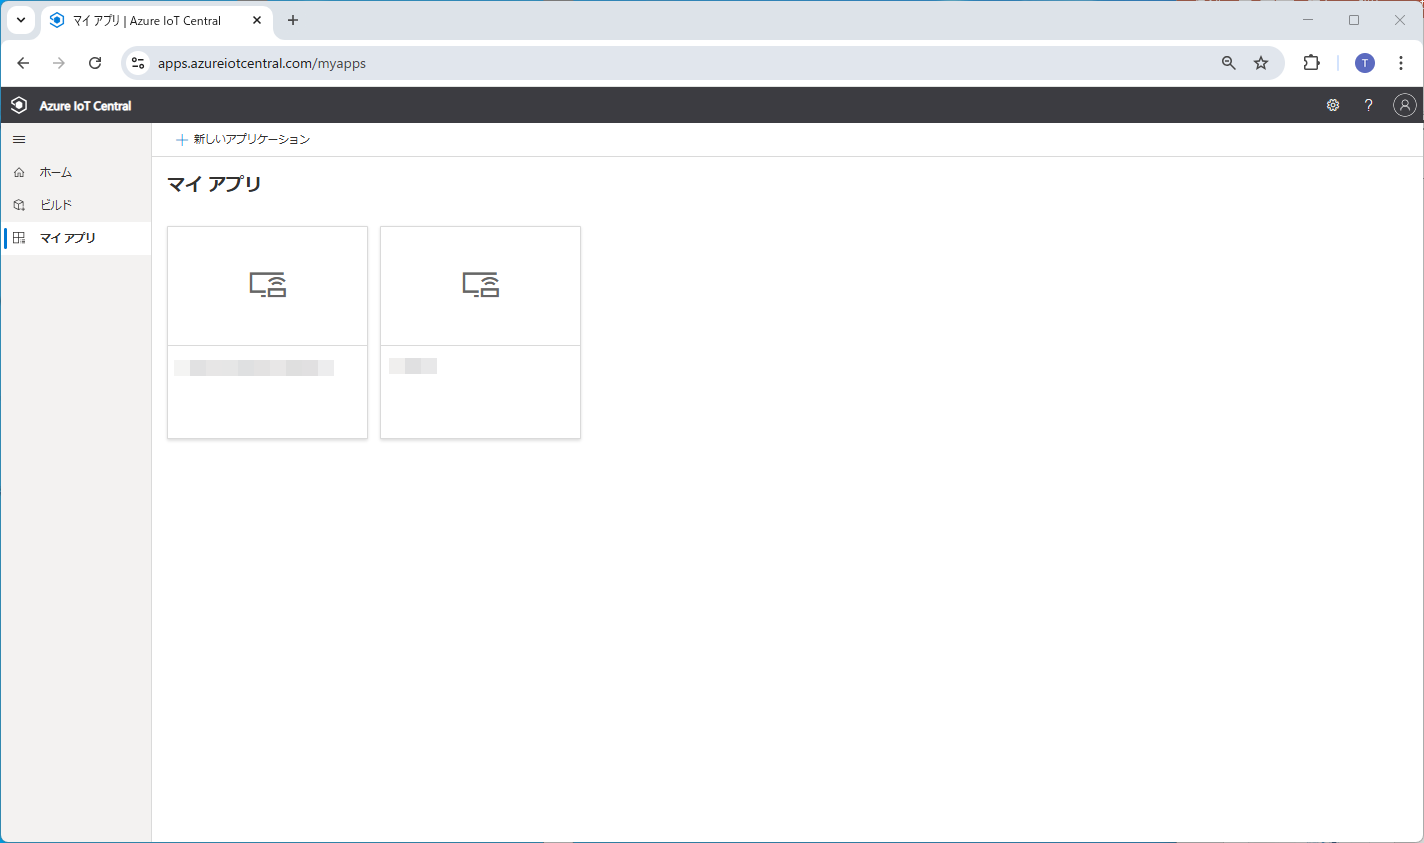 マイ アプリ | Azure IoT Central
apps.azureiotcentral.com/myapps
T
Azure IoT Central
?
新しいアプリケーション
ホーム
マイ アプリ
ビルド
マイ アプリ